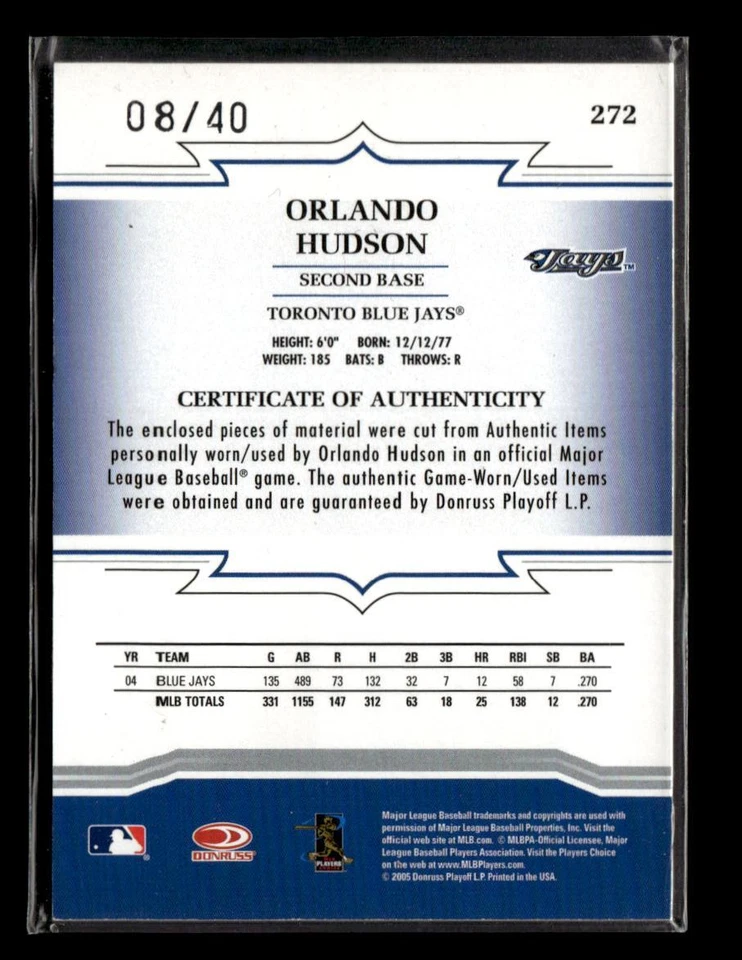 08/40
272
ORLANDO
HUDSON
SECOND BASE
Jays™
TORONTO BLUE JAYS®
HEIGHT: 6'0" BORN: 12/12/77
WEIGHT: 185 BATS: B THROWS: R
CERTIFICATE OF AUTHENTICITY
The enclosed pieces of material were cut from Authentic Items
personally worn/used by Orlando Hudson in an official Major
League Baseball® game. The authentic Game-Worn/Used Items
were obtained and are guaranteed by Donruss Playoff L.P.
YR TEAM G AB R H 2B 3B HR RBI SB BA
04 BLUE JAYS 135 489 73 132 32 7 12 58 7 .270
MLB TOTALS 331 1155 147 312 63 18 25 138 12 .270
DONRUSS
PLAYERS
Major League Baseball trademarks and copyrights are used with
permission of Major League Baseball Properties, Inc. Visit the
official web site at MLB.com. © MLBPA-Official Licensee, Major
League Baseball Players Association. Visit the Players Choice
on the web at www.MLBPlayers.com.
© 2005 Donruss Playoff L.P. Printed in the USA.